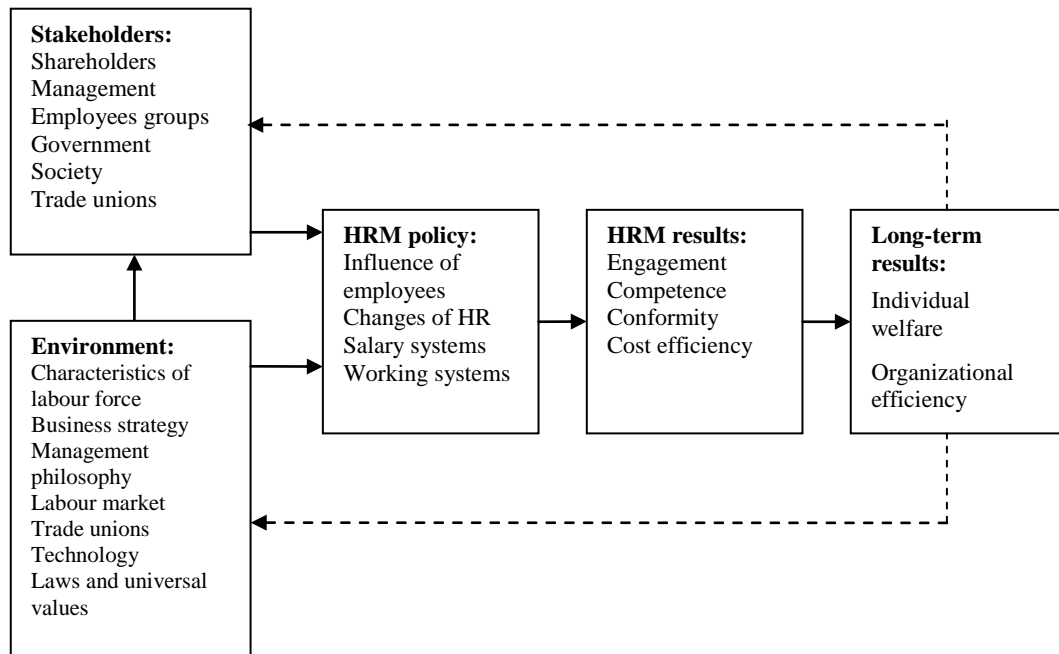 Stakeholders:
Shareholders
Management
Employees groups
Government
Society
Trade unions
Environment:
Characteristics of
labour force
Business strategy
Management
philosophy
Labour market
Trade unions
Technology
Laws and universal
values
HRM policy:
Influence of
employees
Changes of HR
Salary systems
Working systems
HRM results:
Engagement
Competence
Conformity
Cost efficiency
Long-term
results:
Individual
welfare
Organizational
efficiency